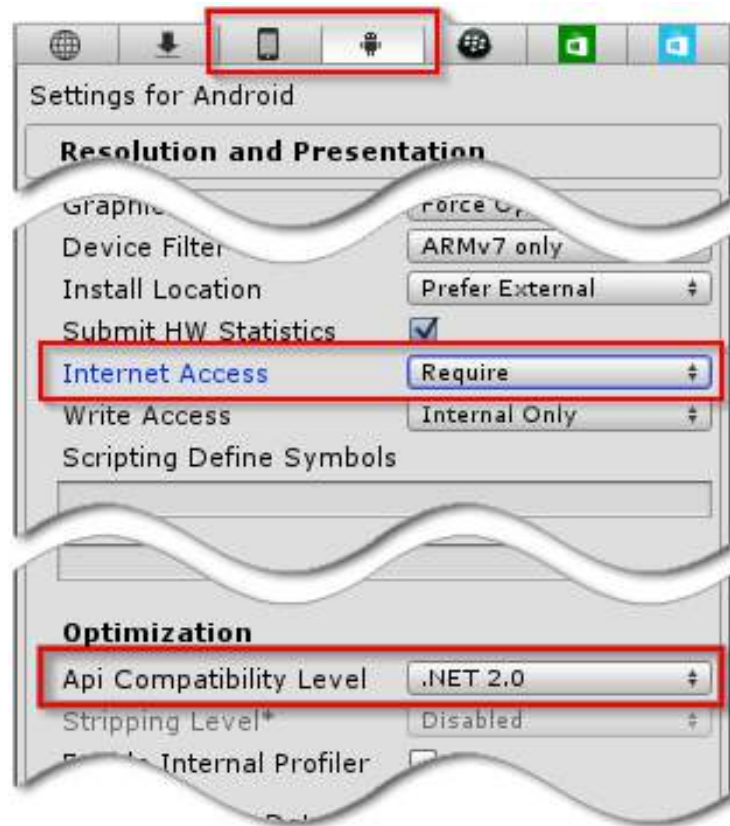 Settings for Android
Resolution and Presentation
Device Filter ARMv7 only
Install Location Prefer External
Submit HW Statistics
Internet Access Require
Write Access Internal Only
Scripting Define Symbols
Optimization
Api Compatibility Level .NET 2.0
Stripping Level* Disabled
Internal Profiler